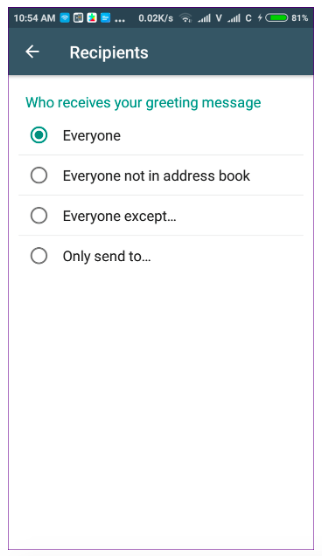 10:54 AM ... 0.02K/s V C 81%
Recipients
Who receives your greeting message
Everyone
Everyone not in address book
Everyone except...
Only send to...